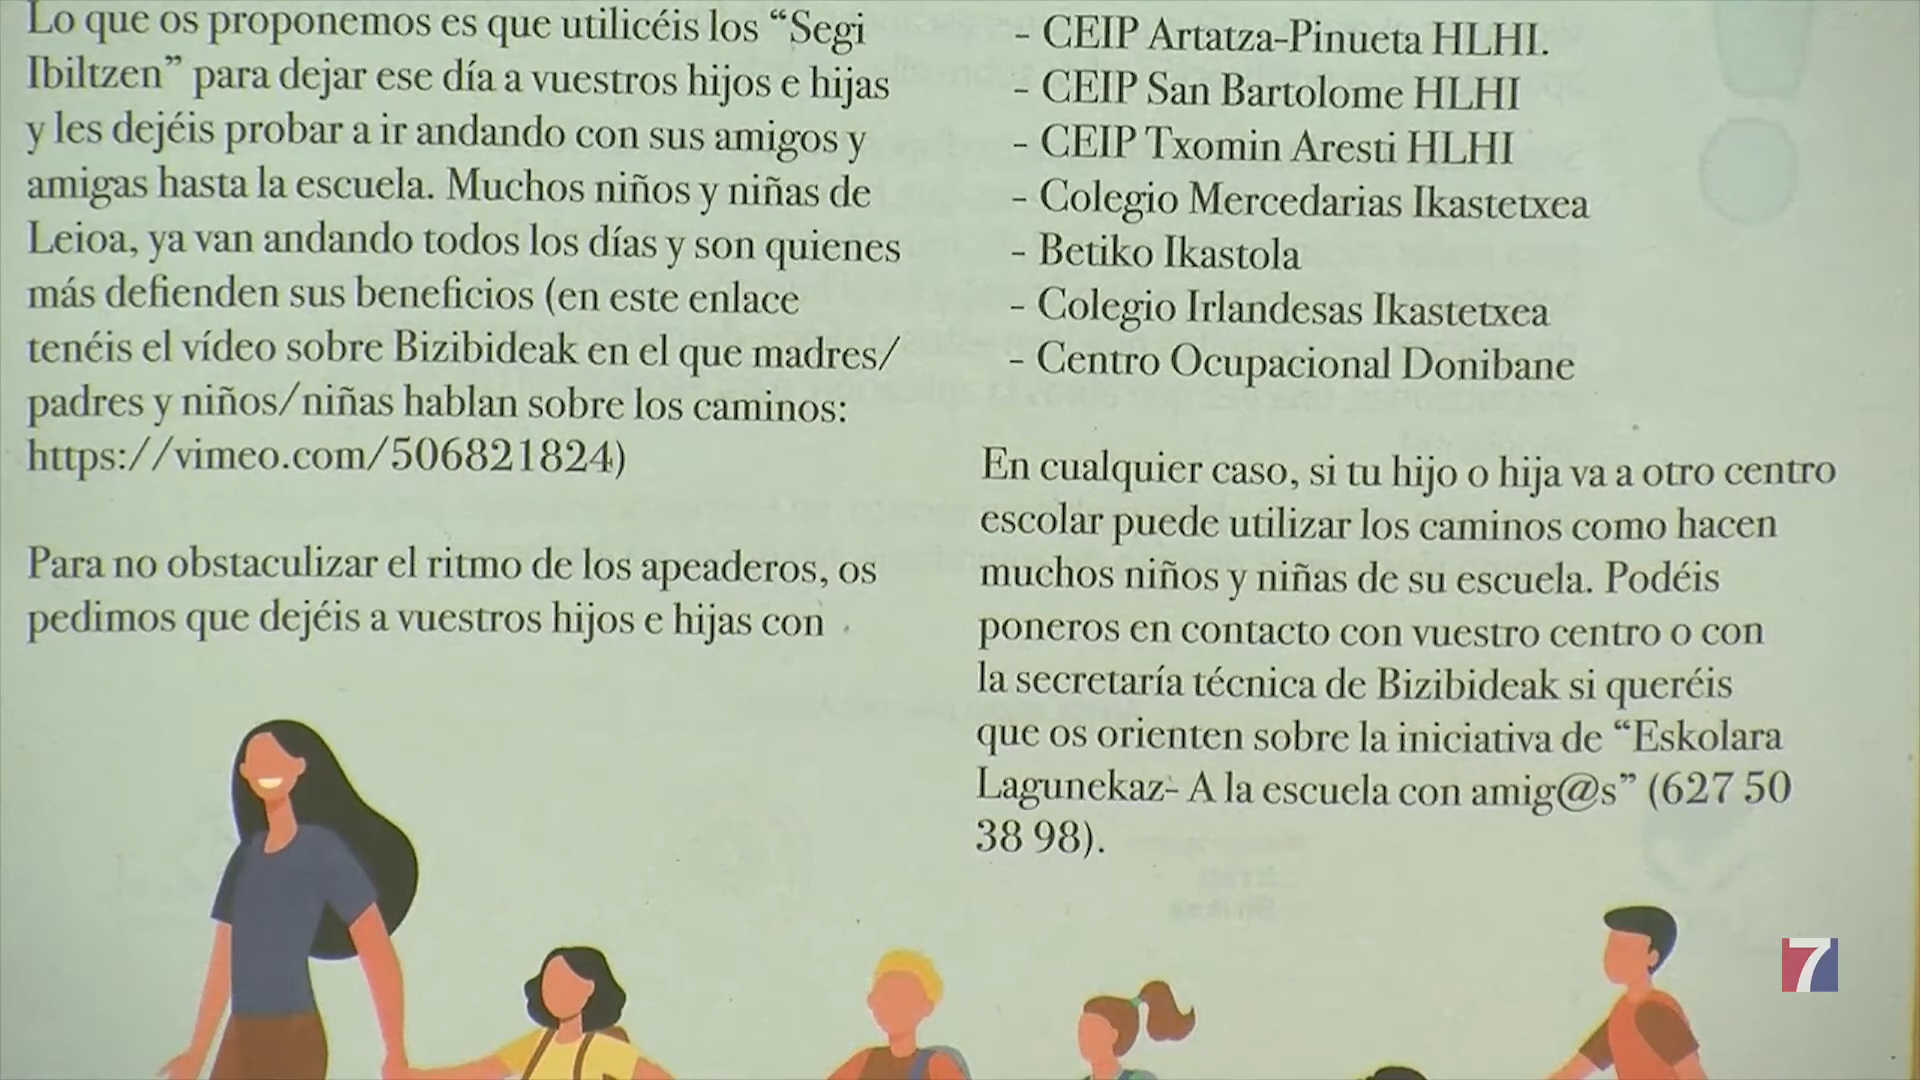 Lo que os proponemos es que utilicéis los “Segi
Ibiltzen” para dejar ese día a vuestros hijos e hijas
y les dejéis probar a ir andando con sus amigos y
amigas hasta la escuela. Muchos niños y niñas de
Leioa, ya van andando todos los días y son quienes
más defienden sus beneficios (en este enlace
tenéis el vídeo sobre Bizibideak en el que madres/
padres y niños/niñas hablan sobre los caminos:
https://vimeo.com/506821824)
Para no obstaculizar el ritmo de los apeaderos, os
pedimos que dejéis a vuestros hijos e hijas con
- CEIP Artatza-Pinueta HLHI.
- CEIP San Bartolome HLHI
- CEIP Txomin Aresti HLHI
- Colegio Mercedarias Ikastetxea
- Betiko Ikastola
- Colegio Irlandesas Ikastetxea
- Centro Ocupacional Donibane
En cualquier caso, si tu hijo o hija va a otro centro
escolar puede utilizar los caminos como hacen
muchos niños y niñas de su escuela. Podéis
poneros en contacto con vuestro centro o con
la secretaría técnica de Bizibideak si queréis
que os orienten sobre la iniciativa de “Eskolara
Lagunekaz- A la escuela con amig@s” (627 50
38 98).
7